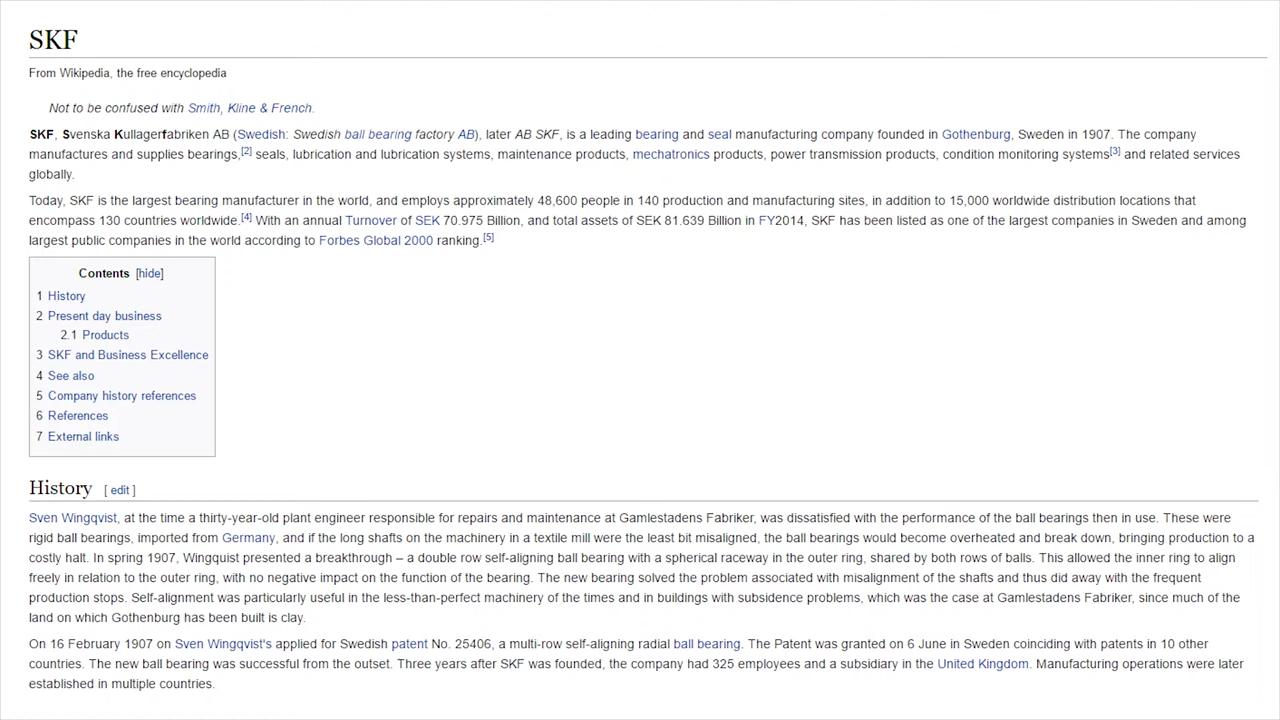 SKF
From Wikipedia, the free encyclopedia
Not to be confused with Smith, Kline & French.
SKF, Svenska Kullagerfabriken AB (Swedish: Swedish ball bearing factory AB), later AB SKF, is a leading bearing and seal manufacturing company founded in Gothenburg, Sweden in 1907. The company
manufactures and supplies bearings,[2] seals, lubrication and lubrication systems, maintenance products, mechatronics products, power transmission products, condition monitoring systems[3] and related services
globally.
Today, SKF is the largest bearing manufacturer in the world, and employs approximately 48,600 people in 140 production and manufacturing sites, in addition to 15,000 worldwide distribution locations that
encompass 130 countries worldwide.[4] With an annual Turnover of SEK 70.975 Billion, and total assets of SEK 81.639 Billion in FY2014, SKF has been listed as one of the largest companies in Sweden and among
largest public companies in the world according to Forbes Global 2000 ranking.[5]
Contents [hide]
1 History
2 Present day business
2.1 Products
3 SKF and Business Excellence
4 See also
5 Company history references
6 References
7 External links
History [ edit ]
Sven Wingqvist, at the time a thirty-year-old plant engineer responsible for repairs and maintenance at Gamlestadens Fabriker, was dissatisfied with the performance of the ball bearings then in use. These were
rigid ball bearings, imported from Germany, and if the long shafts on the machinery in a textile mill were the least bit misaligned, the ball bearings would become overheated and break down, bringing production to a
costly halt. In spring 1907, Wingquist presented a breakthrough – a double row self-aligning ball bearing with a spherical raceway in the outer ring, shared by both rows of balls. This allowed the inner ring to align
freely in relation to the outer ring, with no negative impact on the function of the bearing. The new bearing solved the problem associated with misalignment of the shafts and thus did away with the frequent
production stops. Self-alignment was particularly useful in the less-than-perfect machinery of the times and in buildings with subsidence problems, which was the case at Gamlestadens Fabriker, since much of the
land on which Gothenburg has been built is clay.
On 16 February 1907 on Sven Wingqvist's applied for Swedish patent No. 25406, a multi-row self-aligning radial ball bearing. The Patent was granted on 6 June in Sweden coinciding with patents in 10 other
countries. The new ball bearing was successful from the outset. Three years after SKF was founded, the company had 325 employees and a subsidiary in the United Kingdom. Manufacturing operations were later
established in multiple countries.